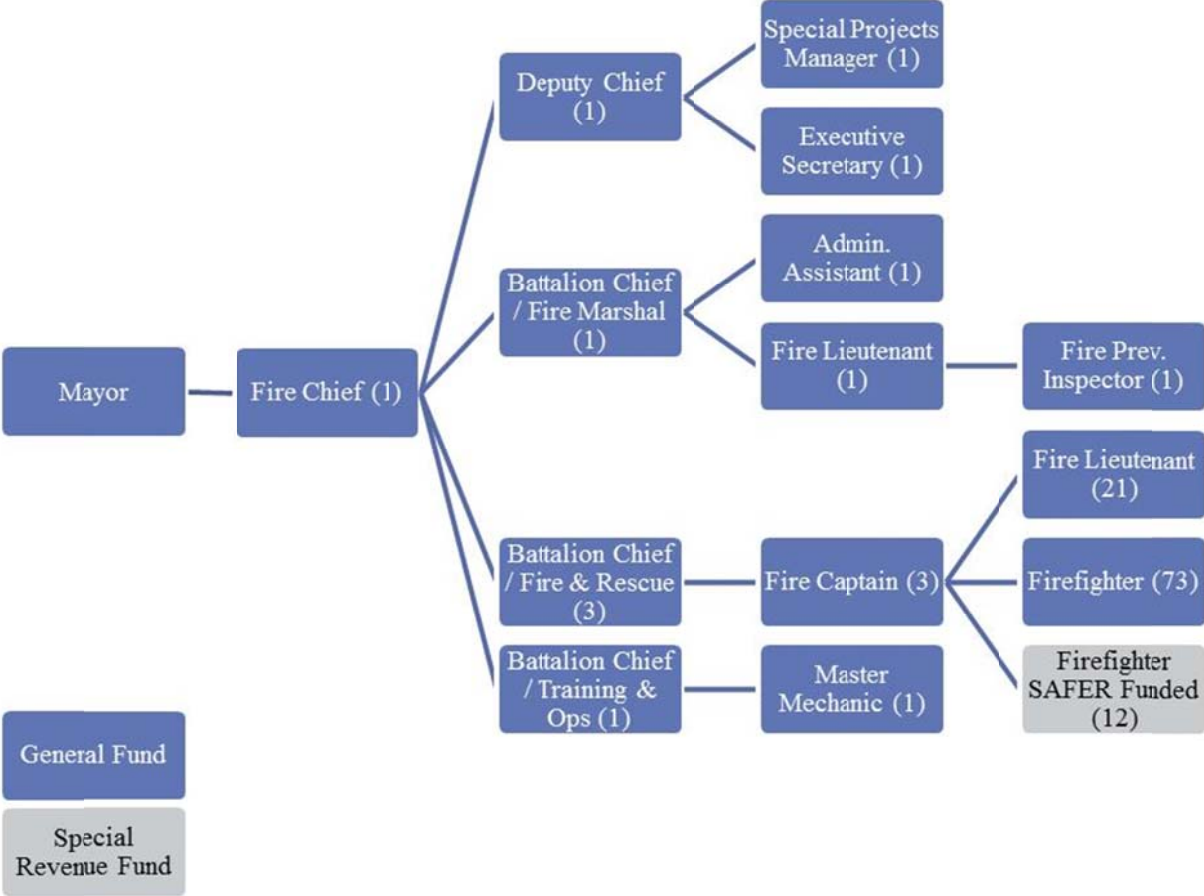 Mayor
Fire Chief (1)
Deputy Chief
(1)
Special Projects
Manager (1)
Executive
Secretary (1)
Battalion Chief
/ Fire Marshal
(1)
Admin.
Assistant (1)
Fire Lieutenant
(1)
Fire Prev.
Inspector (1)
Battalion Chief
/ Fire & Rescue
(3)
Fire Captain (3)
Fire Lieutenant
(21)
Firefighter (73)
Firefighter
SAFER Funded
(12)
Battalion Chief
/ Training &
Ops (1)
Master
Mechanic (1)
General Fund
Special
Revenue Fund